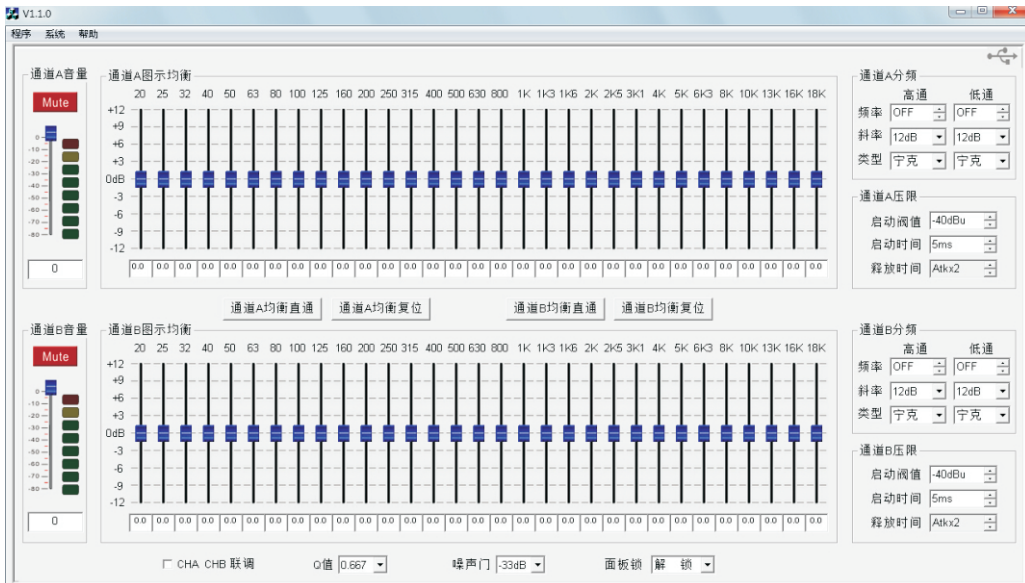 V1.1.0
程序 系统 帮助
通道A音量
Mute
0
-10
-20
-30
-40
-50
-60
-70
-80
0
通道A图示均衡
20 25 32 40 50 63 80 100 125 160 200 250 315 400 500 630 800 1K 1K3 1K6 2K 2K5 3K1 4K 5K 6K3 8K 10K 13K 16K 18K
+12
+9
+6
+3
0dB
-3
-6
-9
-12
0.0 0.0 0.0 0.0 0.0 0.0 0.0 0.0 0.0 0.0 0.0 0.0 0.0 0.0 0.0 0.0 0.0 0.0 0.0 0.0 0.0 0.0 0.0 0.0 0.0 0.0 0.0 0.0 0.0 0.0 0.0
通道A分频
高通 低通
频率 OFF OFF
斜率 12dB 12dB
类型 宁克 宁克
通道A压限
启动阀值 -40dBu
启动时间 5ms
释放时间 Atkx2
通道A均衡直通 通道A均衡复位 通道B均衡直通 通道B均衡复位
通道B音量
Mute
0
-10
-20
-30
-40
-50
-60
-70
-80
0
通道B图示均衡
20 25 32 40 50 63 80 100 125 160 200 250 315 400 500 630 800 1K 1K3 1K6 2K 2K5 3K1 4K 5K 6K3 8K 10K 13K 16K 18K
+12
+9
+6
+3
0dB
-3
-6
-9
-12
0.0 0.0 0.0 0.0 0.0 0.0 0.0 0.0 0.0 0.0 0.0 0.0 0.0 0.0 0.0 0.0 0.0 0.0 0.0 0.0 0.0 0.0 0.0 0.0 0.0 0.0 0.0 0.0 0.0 0.0 0.0
通道B分频
高通 低通
频率 OFF OFF
斜率 12dB 12dB
类型 宁克 宁克
通道B压限
启动阀值 -40dBu
启动时间 5ms
释放时间 Atkx2
CHA CHB 联调 Q值 0.667 噪声门 -33dB 面板锁 解 锁